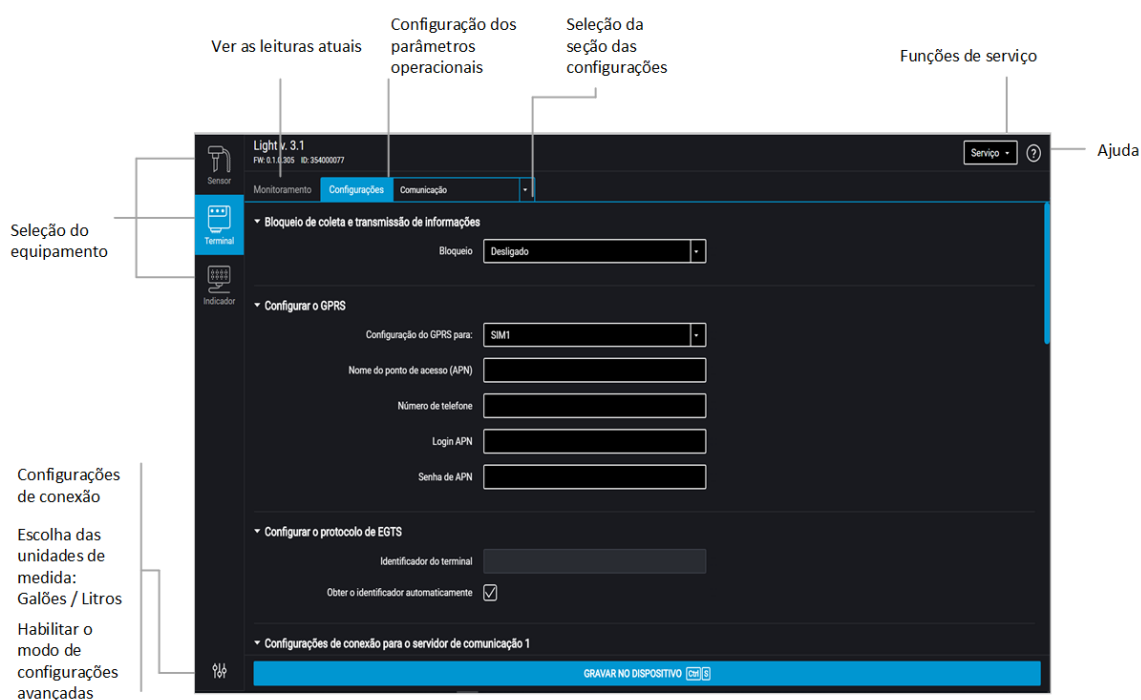 Configuração dos
parâmetros
operacionais
Seleção da
seção das
configurações
Ver as leituras atuais
Funções de serviço
Ajuda
Seleção do
equipamento
Configurações
de conexão
Escolha das
unidades de
medida:
Galões / Litros
Habilitar o
modo de
configurações
avançadas
Sensor
Terminal
Indicador
Light v. 3.1
FW: 0.1.0.305 ID: 354000077
Serviço
?
Monitoramento Configurações Comunicação
Bloqueio de coleta e transmissão de informações
Bloqueio Desligado
Configurar o GPRS
Configuração do GPRS para: SIM1
Nome do ponto de acesso (APN)
Número de telefone
Login APN
Senha de APN
Configurar o protocolo de EGTS
Identificador do terminal
Obter o identificador automaticamente
Configurações de conexão para o servidor de comunicação 1
GRAVAR NO DISPOSITIVO Ctrl S